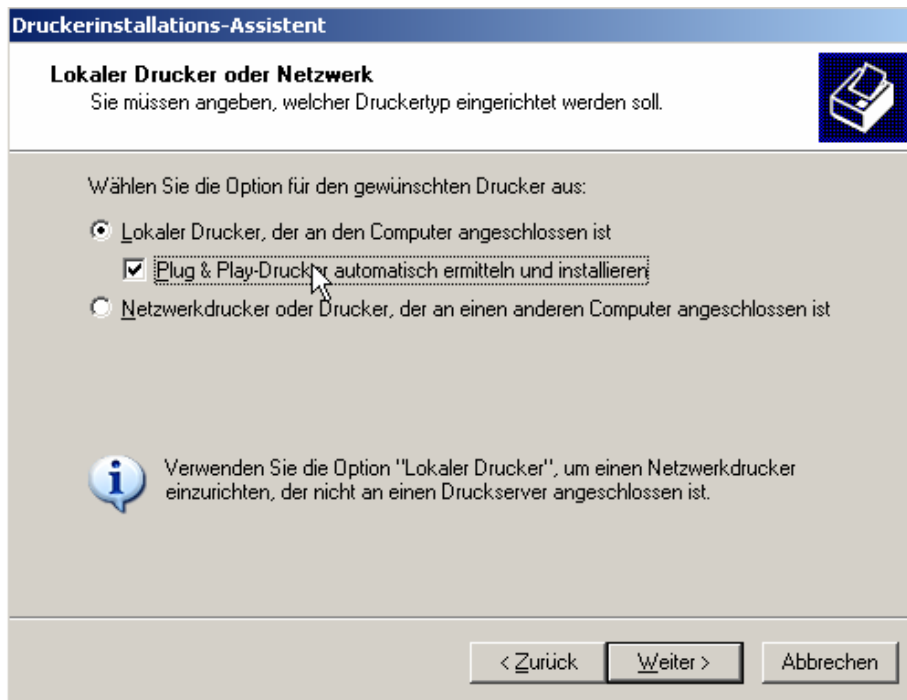 Druckerinstallations-Assistent
Lokaler Drucker oder Netzwerk
Sie müssen angeben, welcher Druckertyp eingerichtet werden soll.
Wählen Sie die Option für den gewünschten Drucker aus:
Lokaler Drucker, der an den Computer angeschlossen ist
Plug & Play-Drucker automatisch ermitteln und installieren
Netzwerkdrucker oder Drucker, der an einen anderen Computer angeschlossen ist
Verwenden Sie die Option "Lokaler Drucker", um einen Netzwerkdrucker
einzurichten, der nicht an einen Druckserver angeschlossen ist.
< Zurück Weiter > Abbrechen